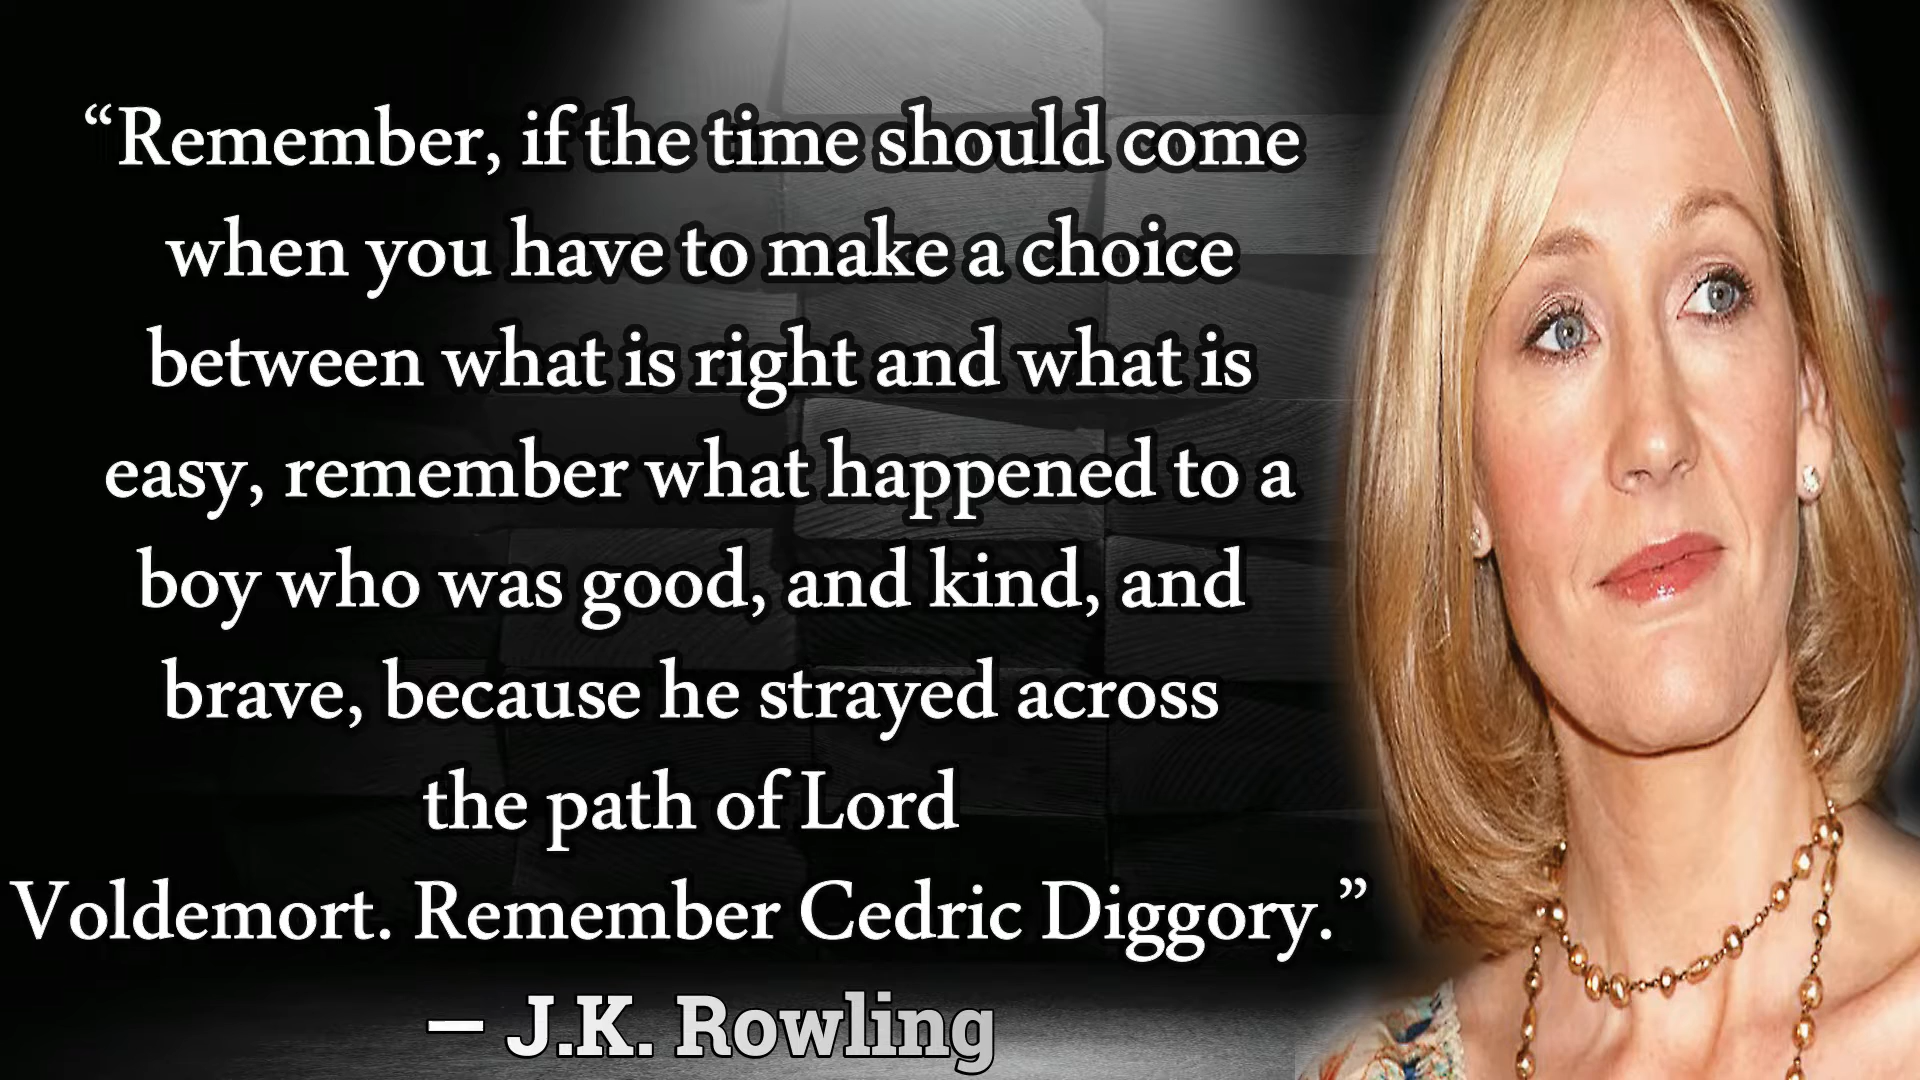 “Remember, if the time should come
when you have to make a choice
between what is right and what is
easy, remember what happened to a
boy who was good, and kind, and
brave, because he strayed across
the path of Lord
Voldemort. Remember Cedric Diggory.”
— J.K. Rowling